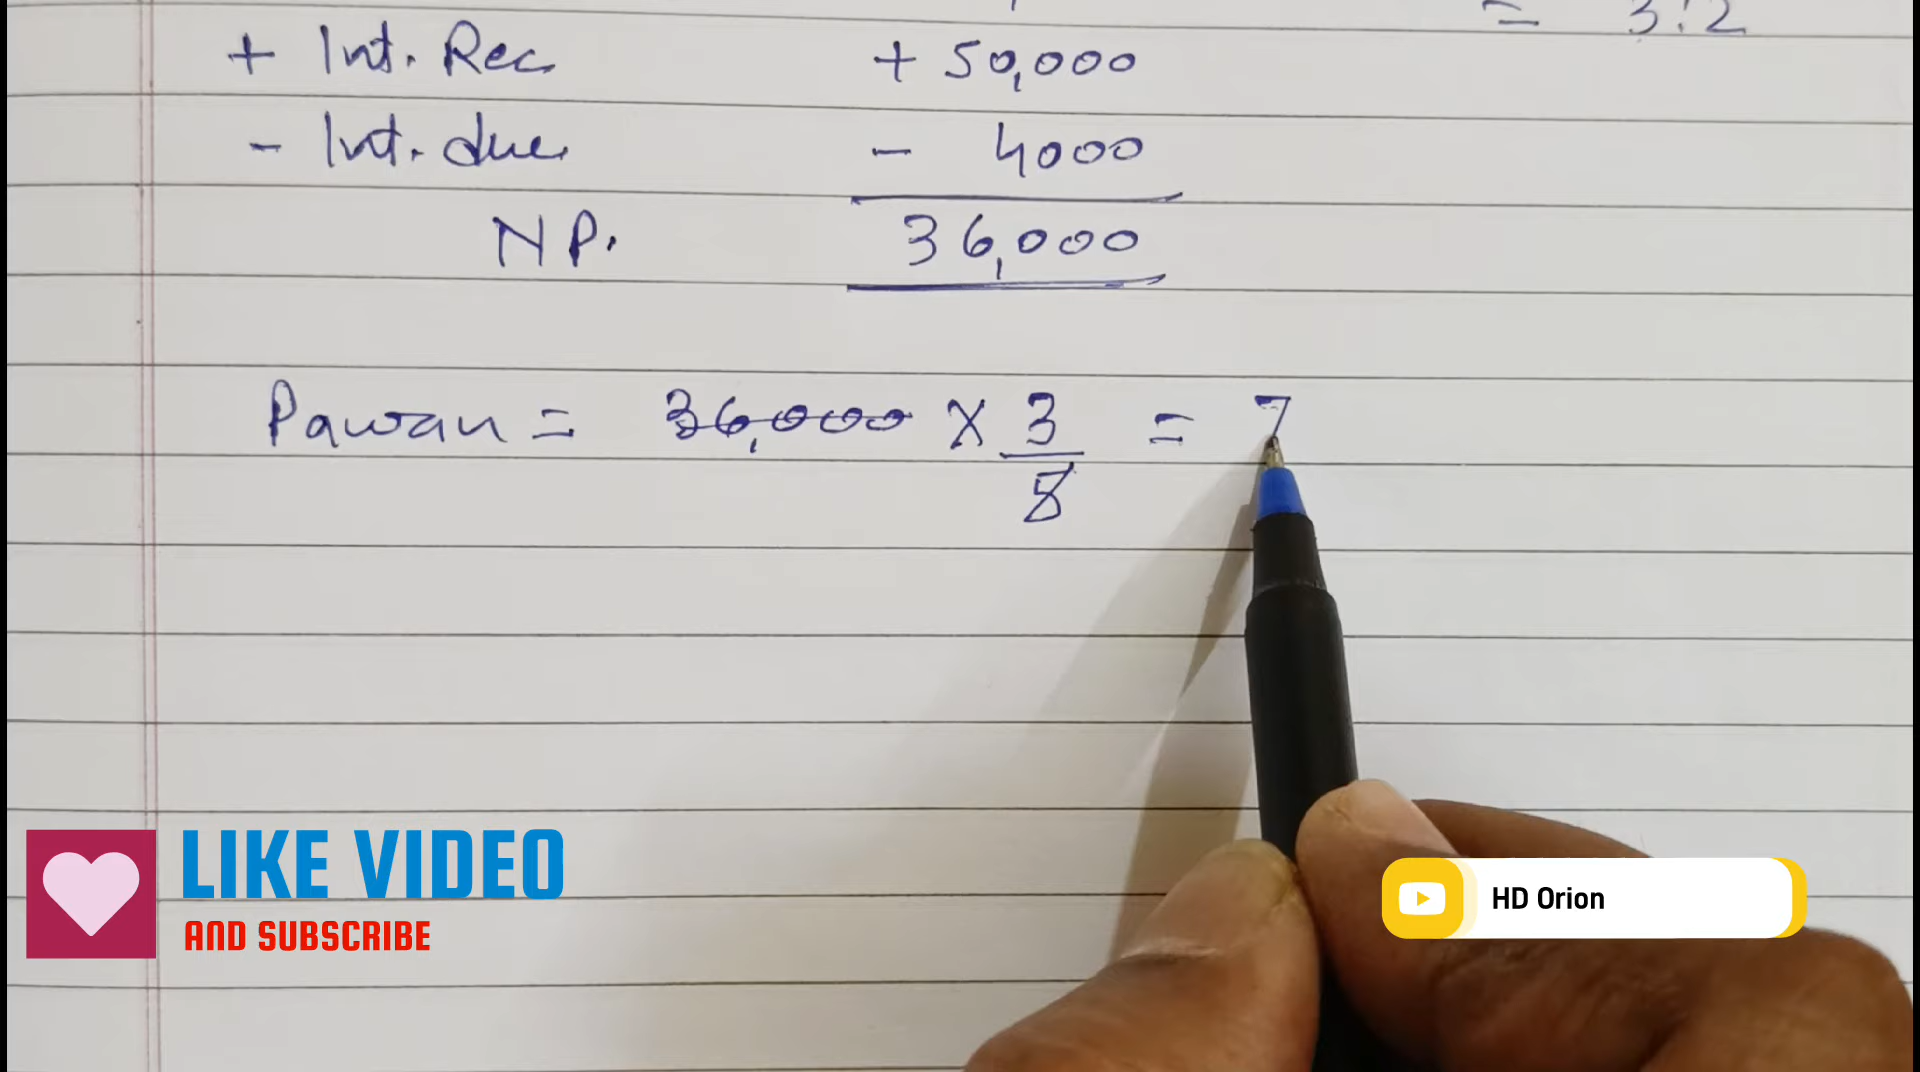 = 3:2
+ Int. Rec + 50,000
- Int. due - 4000
NP. 36,000
Pawan = 36,000 X 3/5 = 7
LIKE VIDEO
AND SUBSCRIBE
HD Orion